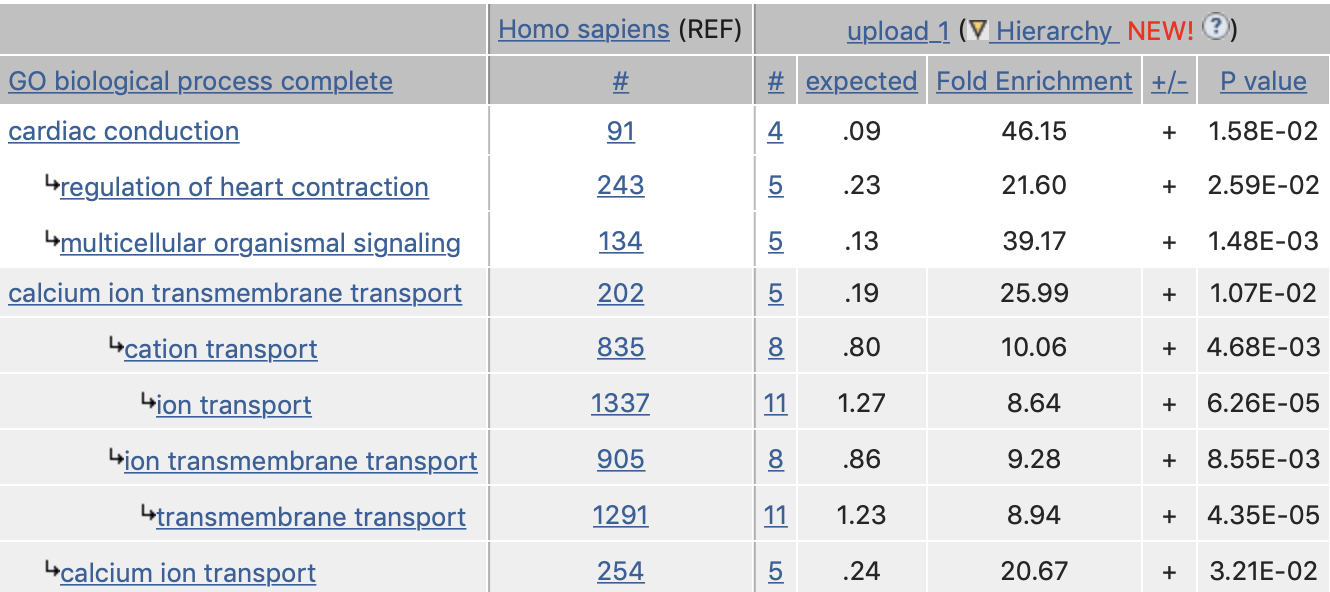 Homo sapiens (REF) upload_1 (Hierarchy NEW! ?)
GO biological process complete # # expected Fold Enrichment +/- P value
cardiac conduction 91 4 .09 46.15 + 1.58E-02
regulation of heart contraction 243 5 .23 21.60 + 2.59E-02
multicellular organismal signaling 134 5 .13 39.17 + 1.48E-03
calcium ion transmembrane transport 202 5 .19 25.99 + 1.07E-02
cation transport 835 8 .80 10.06 + 4.68E-03
ion transport 1337 11 1.27 8.64 + 6.26E-05
ion transmembrane transport 905 8 .86 9.28 + 8.55E-03
transmembrane transport 1291 11 1.23 8.94 + 4.35E-05
calcium ion transport 254 5 .24 20.67 + 3.21E-02